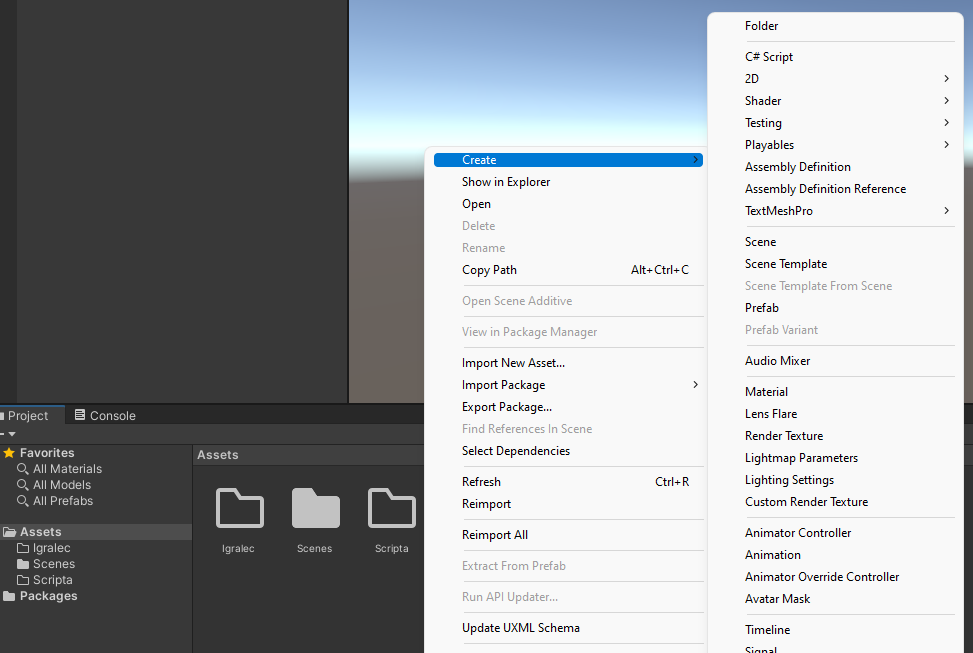 Folder
C# Script
2D
Shader
Testing
Playables
Assembly Definition
Assembly Definition Reference
TextMeshPro
Scene
Scene Template
Scene Template From Scene
Prefab
Prefab Variant
Audio Mixer
Material
Lens Flare
Render Texture
Lightmap Parameters
Lighting Settings
Custom Render Texture
Animator Controller
Animation
Animator Override Controller
Avatar Mask
Timeline
Signal
Create
Show in Explorer
Open
Delete
Rename
Copy Path Alt+Ctrl+C
Open Scene Additive
View in Package Manager
Import New Asset...
Import Package
Export Package...
Find References In Scene
Select Dependencies
Refresh Ctrl+R
Reimport
Reimport All
Extract From Prefab
Run API Updater...
Update UXML Schema
Project Console
Favorites
All Materials
All Models
All Prefabs
Assets
Igralec
Scenes
Scripta
Packages
Assets
Igralec Scenes Scripta